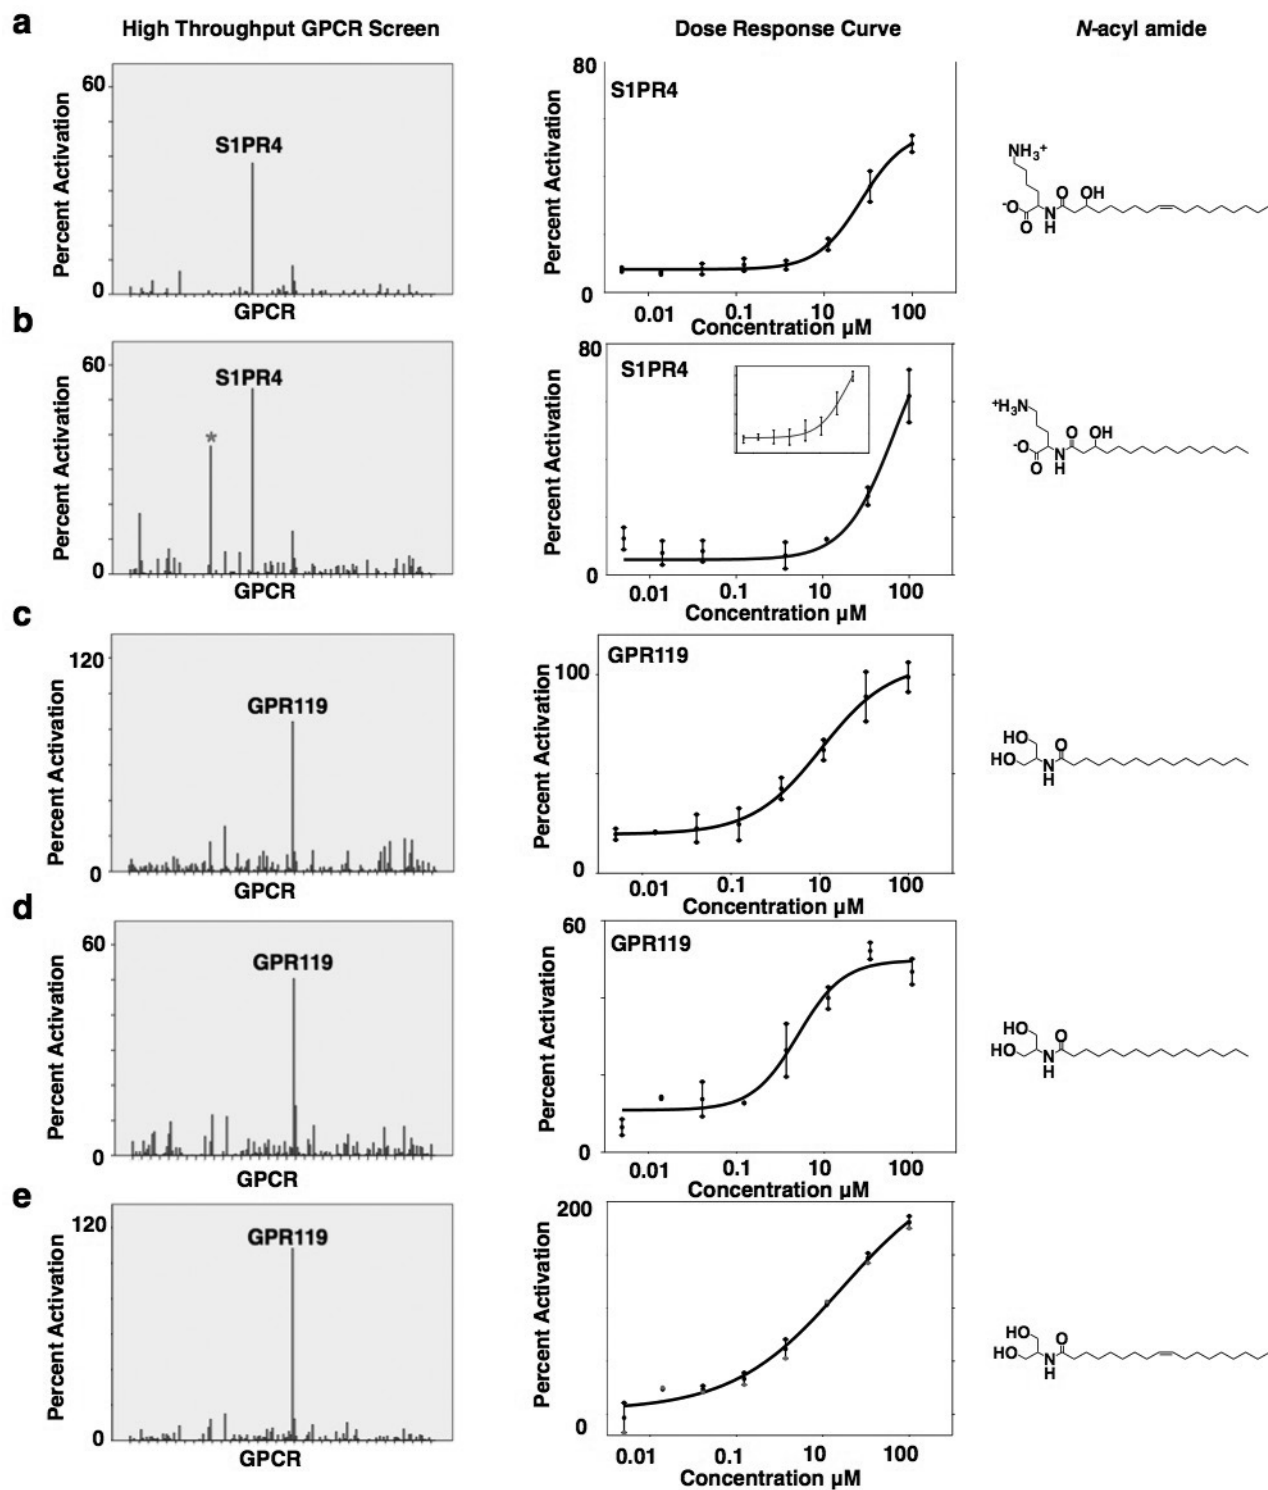 a High Throughput GPCR Screen Dose Response Curve N-acyl amide
Percent Activation
60
0
S1PR4
GPCR
Percent Activation
80
0
S1PR4
0.01 0.1 10 100
Concentration µM
NH3+
-O
O
N
H
O
OH
b
Percent Activation
60
0
S1PR4
*
GPCR
Percent Activation
80
0
S1PR4
0.01 0.1 10 100
Concentration µM
+H3N
-O
O
N
H
O
OH
c
Percent Activation
120
0
GPR119
GPCR
Percent Activation
100
0
GPR119
0.01 0.1 10 100
Concentration µM
HO
HO
N
H
O
d
Percent Activation
60
0
GPR119
GPCR
Percent Activation
60
0
GPR119
0.01 0.1 10 100
Concentration µM
HO
HO
N
H
O
e
Percent Activation
120
0
GPR119
GPCR
Percent Activation
200
0
0.01 0.1 10 100
Concentration µM
HO
HO
N
H
O